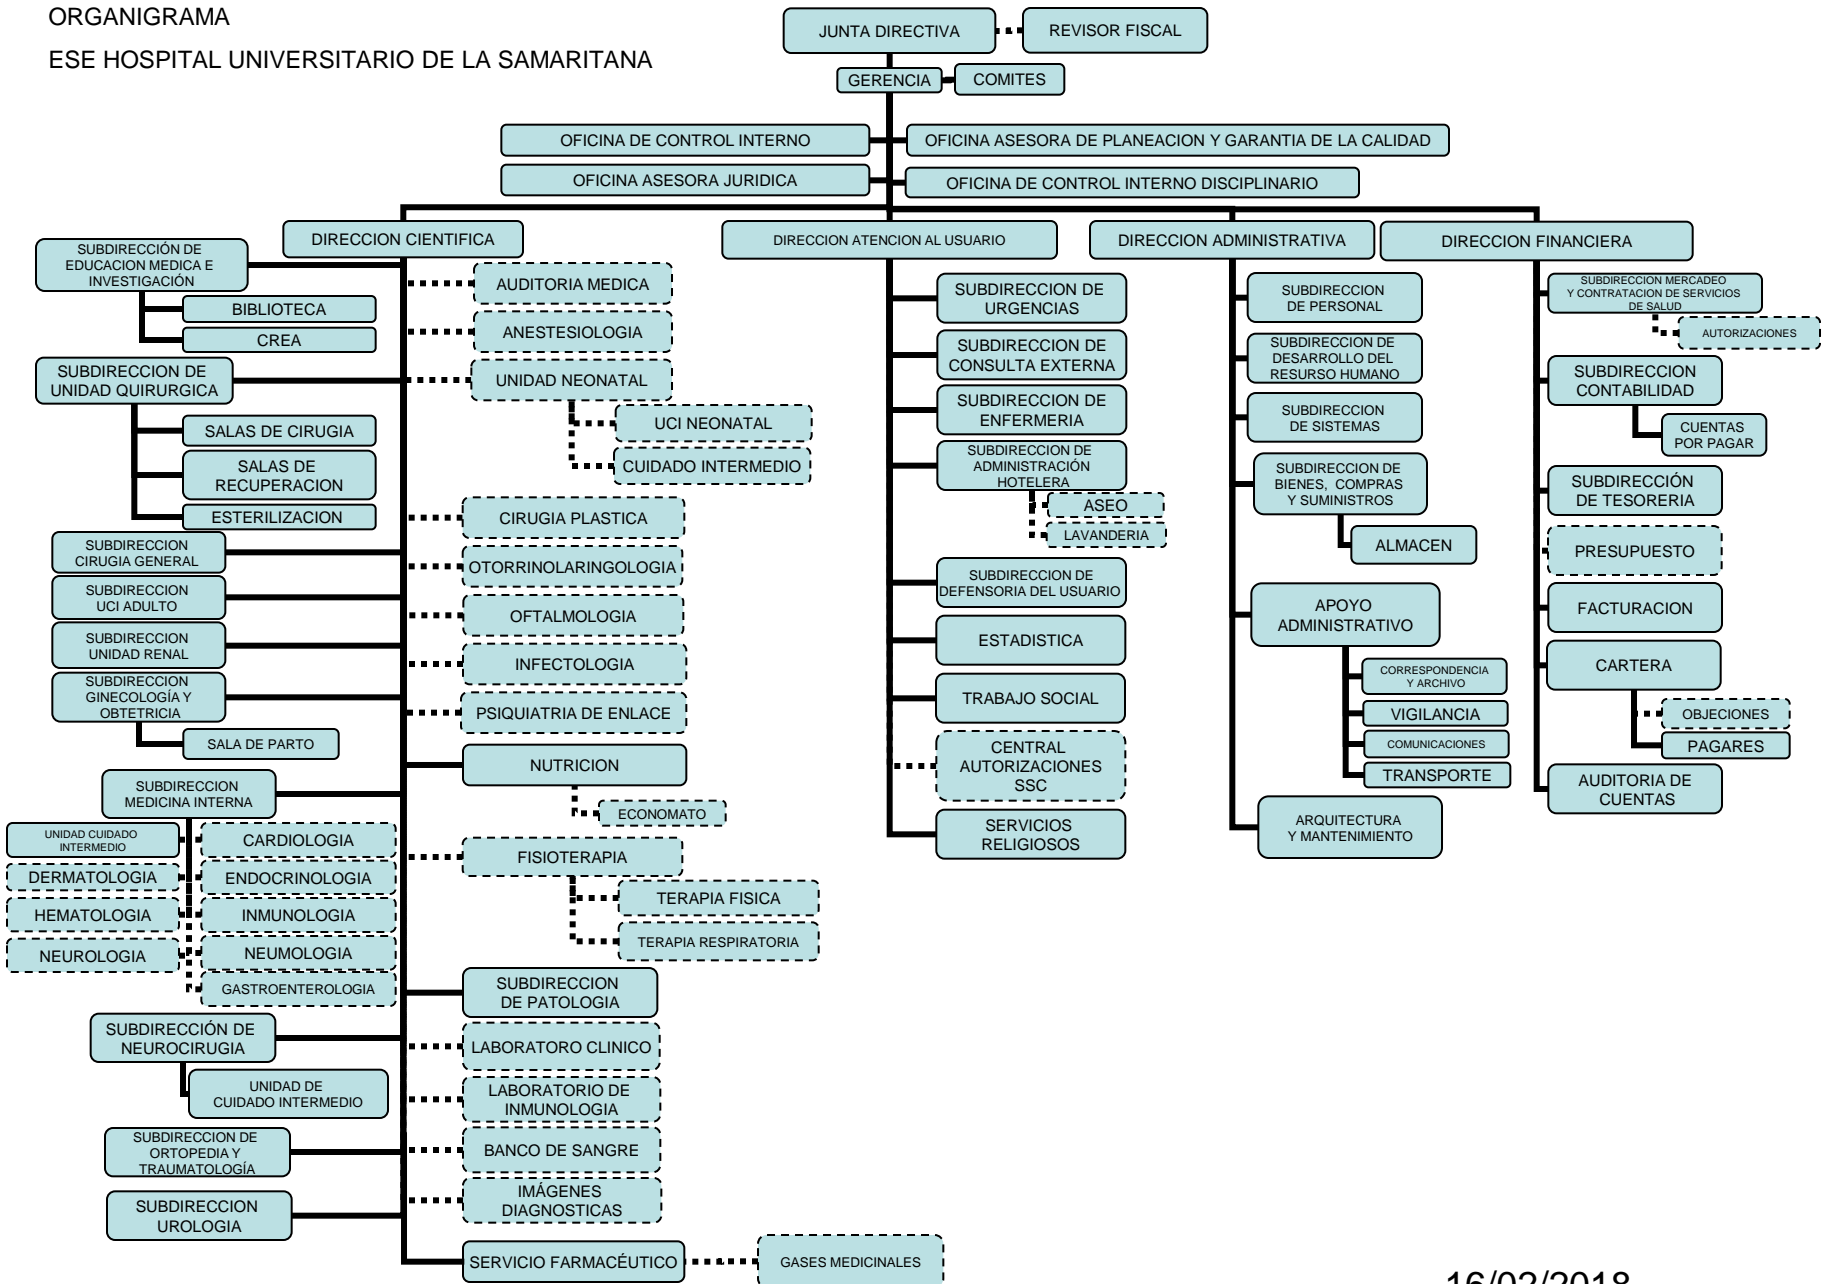 ORGANIGRAMA
ESE HOSPITAL UNIVERSITARIO DE LA SAMARITANA
JUNTA DIRECTIVA
REVISOR FISCAL
GERENCIA
COMITES
OFICINA DE CONTROL INTERNO
OFICINA ASESORA DE PLANEACION Y GARANTIA DE LA CALIDAD
OFICINA ASESORA JURIDICA
OFICINA DE CONTROL INTERNO DISCIPLINARIO
DIRECCION CIENTIFICA
DIRECCION ATENCION AL USUARIO
DIRECCION ADMINISTRATIVA
DIRECCION FINANCIERA
SUBDIRECCIÓN DE
EDUCACION MEDICA E
INVESTIGACIÓN
BIBLIOTECA
CREA
SUBDIRECCION DE
UNIDAD QUIRURGICA
SALAS DE CIRUGIA
SALAS DE
RECUPERACION
ESTERILIZACION
SUBDIRECCION
CIRUGIA GENERAL
SUBDIRECCION
UCI ADULTO
SUBDIRECCION
UNIDAD RENAL
SUBDIRECCION
GINECOLOGÍA Y
OBTETRICIA
SALA DE PARTO
SUBDIRECCION
MEDICINA INTERNA
UNIDAD CUIDADO
INTERMEDIO
CARDIOLOGIA
DERMATOLOGIA
ENDOCRINOLOGIA
HEMATOLOGIA
INMUNOLOGIA
NEUROLOGIA
NEUMOLOGIA
GASTROENTEROLOGIA
SUBDIRECCIÓN DE
NEUROCIRUGIA
UNIDAD DE
CUIDADO INTERMEDIO
SUBDIRECCION DE
ORTOPEDIA Y
TRAUMATOLOGÍA
SUBDIRECCION
UROLOGIA
AUDITORIA MEDICA
ANESTESIOLOGIA
UNIDAD NEONATAL
UCI NEONATAL
CUIDADO INTERMEDIO
CIRUGIA PLASTICA
OTORRINOLARINGOLOGIA
OFTALMOLOGIA
INFECTOLOGIA
PSIQUIATRIA DE ENLACE
NUTRICION
ECONOMATO
FISIOTERAPIA
TERAPIA FISICA
TERAPIA RESPIRATORIA
SUBDIRECCION
DE PATOLOGIA
LABORATORO CLINICO
LABORATORIO DE
INMUNOLOGIA
BANCO DE SANGRE
IMÁGENES
DIAGNOSTICAS
SERVICIO FARMACÉUTICO
GASES MEDICINALES
SUBDIRECCION DE
URGENCIAS
SUBDIRECCION DE
CONSULTA EXTERNA
SUBDIRECCION DE
ENFERMERIA
SUBDIRECCION DE
ADMINISTRACIÓN
HOTELERA
ASEO
LAVANDERIA
SUBDIRECCION DE
DEFENSORIA DEL USUARIO
ESTADISTICA
TRABAJO SOCIAL
CENTRAL
AUTORIZACIONES
SSC
SERVICIOS
RELIGIOSOS
SUBDIRECCION
DE PERSONAL
SUBDIRECCION DE
DESARROLLO DEL
RESURSO HUMANO
SUBDIRECCION
DE SISTEMAS
SUBDIRECCION DE
BIENES, COMPRAS
Y SUMINISTROS
ALMACEN
APOYO
ADMINISTRATIVO
CORRESPONDENCIA
Y ARCHIVO
VIGILANCIA
COMUNICACIONES
TRANSPORTE
ARQUITECTURA
Y MANTENIMIENTO
SUBDIRECCION MERCADEO
Y CONTRATACION DE SERVICIOS
DE SALUD
AUTORIZACIONES
SUBDIRECCION
CONTABILIDAD
CUENTAS
POR PAGAR
SUBDIRECCIÓN
DE TESORERIA
PRESUPUESTO
FACTURACION
CARTERA
OBJECIONES
PAGARES
AUDITORIA DE
CUENTAS
16/02/2018